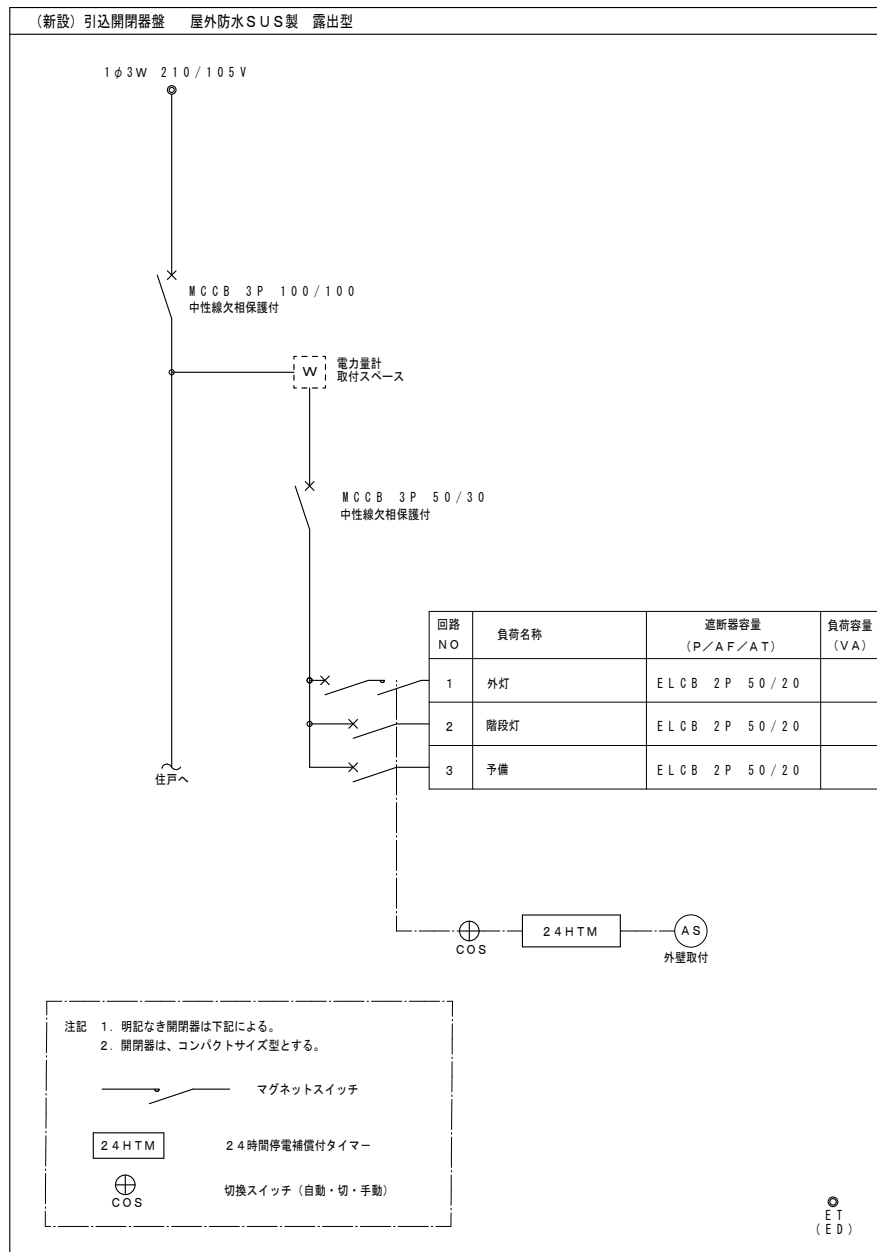 (新設)引込開閉器盤 屋外防水SUS製 露出型
1φ3W 210/105V
MCCB 3P 100/100
中性線欠相保護付
W
電力量計
取付スペース
MCCB 3P 50/30
中性線欠相保護付
回路
NO
負荷名称
遮断器容量
(P/AF/AT)
負荷容量
(VA)
1 外灯 ELCB 2P 50/20
2 階段灯 ELCB 2P 50/20
3 予備 ELCB 2P 50/20
住戸へ
COS
24HTM
AS
外壁取付
注記 1. 明記なき開閉器は下記による。
2. 開閉器は、コンパクトサイズ型とする。
マグネットスイッチ
24HTM 24時間停電補償付タイマー
COS
切換スイッチ(自動・切・手動)
ET
(ED)